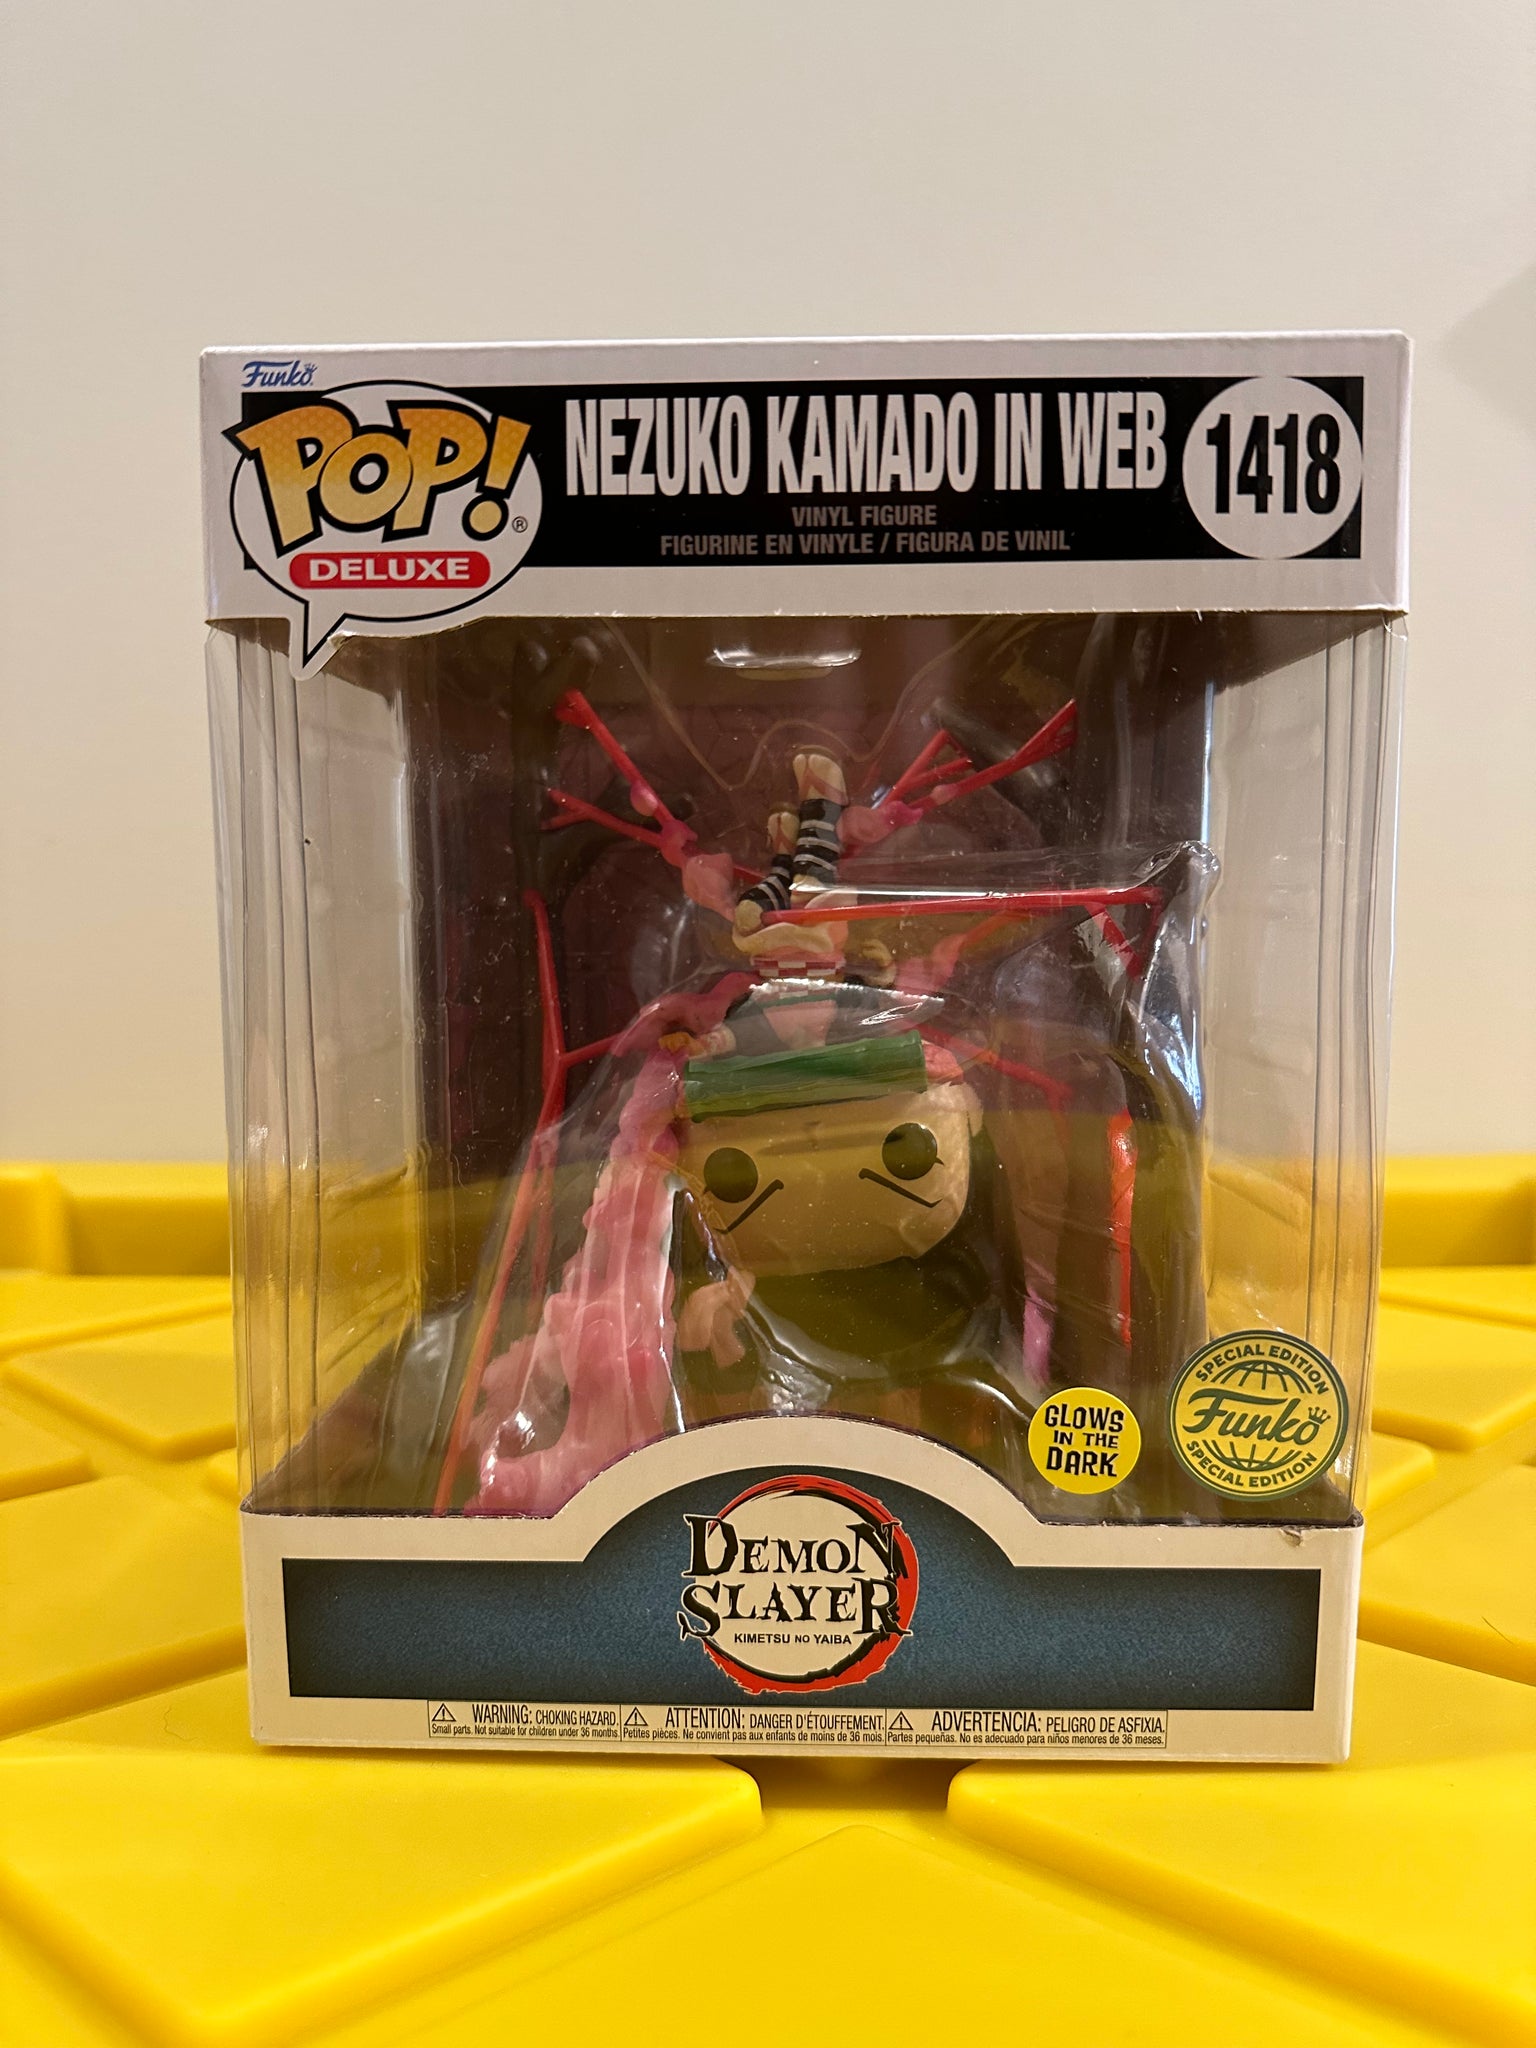 Funko
POP! ®
DELUXE
NEZUKO KAMADO IN WEB
VINYL FIGURE
FIGURINE EN VINYLE / FIGURA DE VINIL
1418
GLOWS
IN THE
DARK
SPECIAL EDITION
Funko
SPECIAL EDITION
DEMON
SLAYER
KIMETSU NO YAIBA
WARNING: CHOKING HAZARD.
Small parts. Not suitable for children under 36 months.
ATTENTION: DANGER D'ÉTOUFFEMENT.
Petites pièces. Ne convient pas aux enfants de moins de 36 mois.
ADVERTENCIA: PELIGRO DE ASFIXIA.
Partes pequeñas. No es adecuado para niños menores de 36 meses.